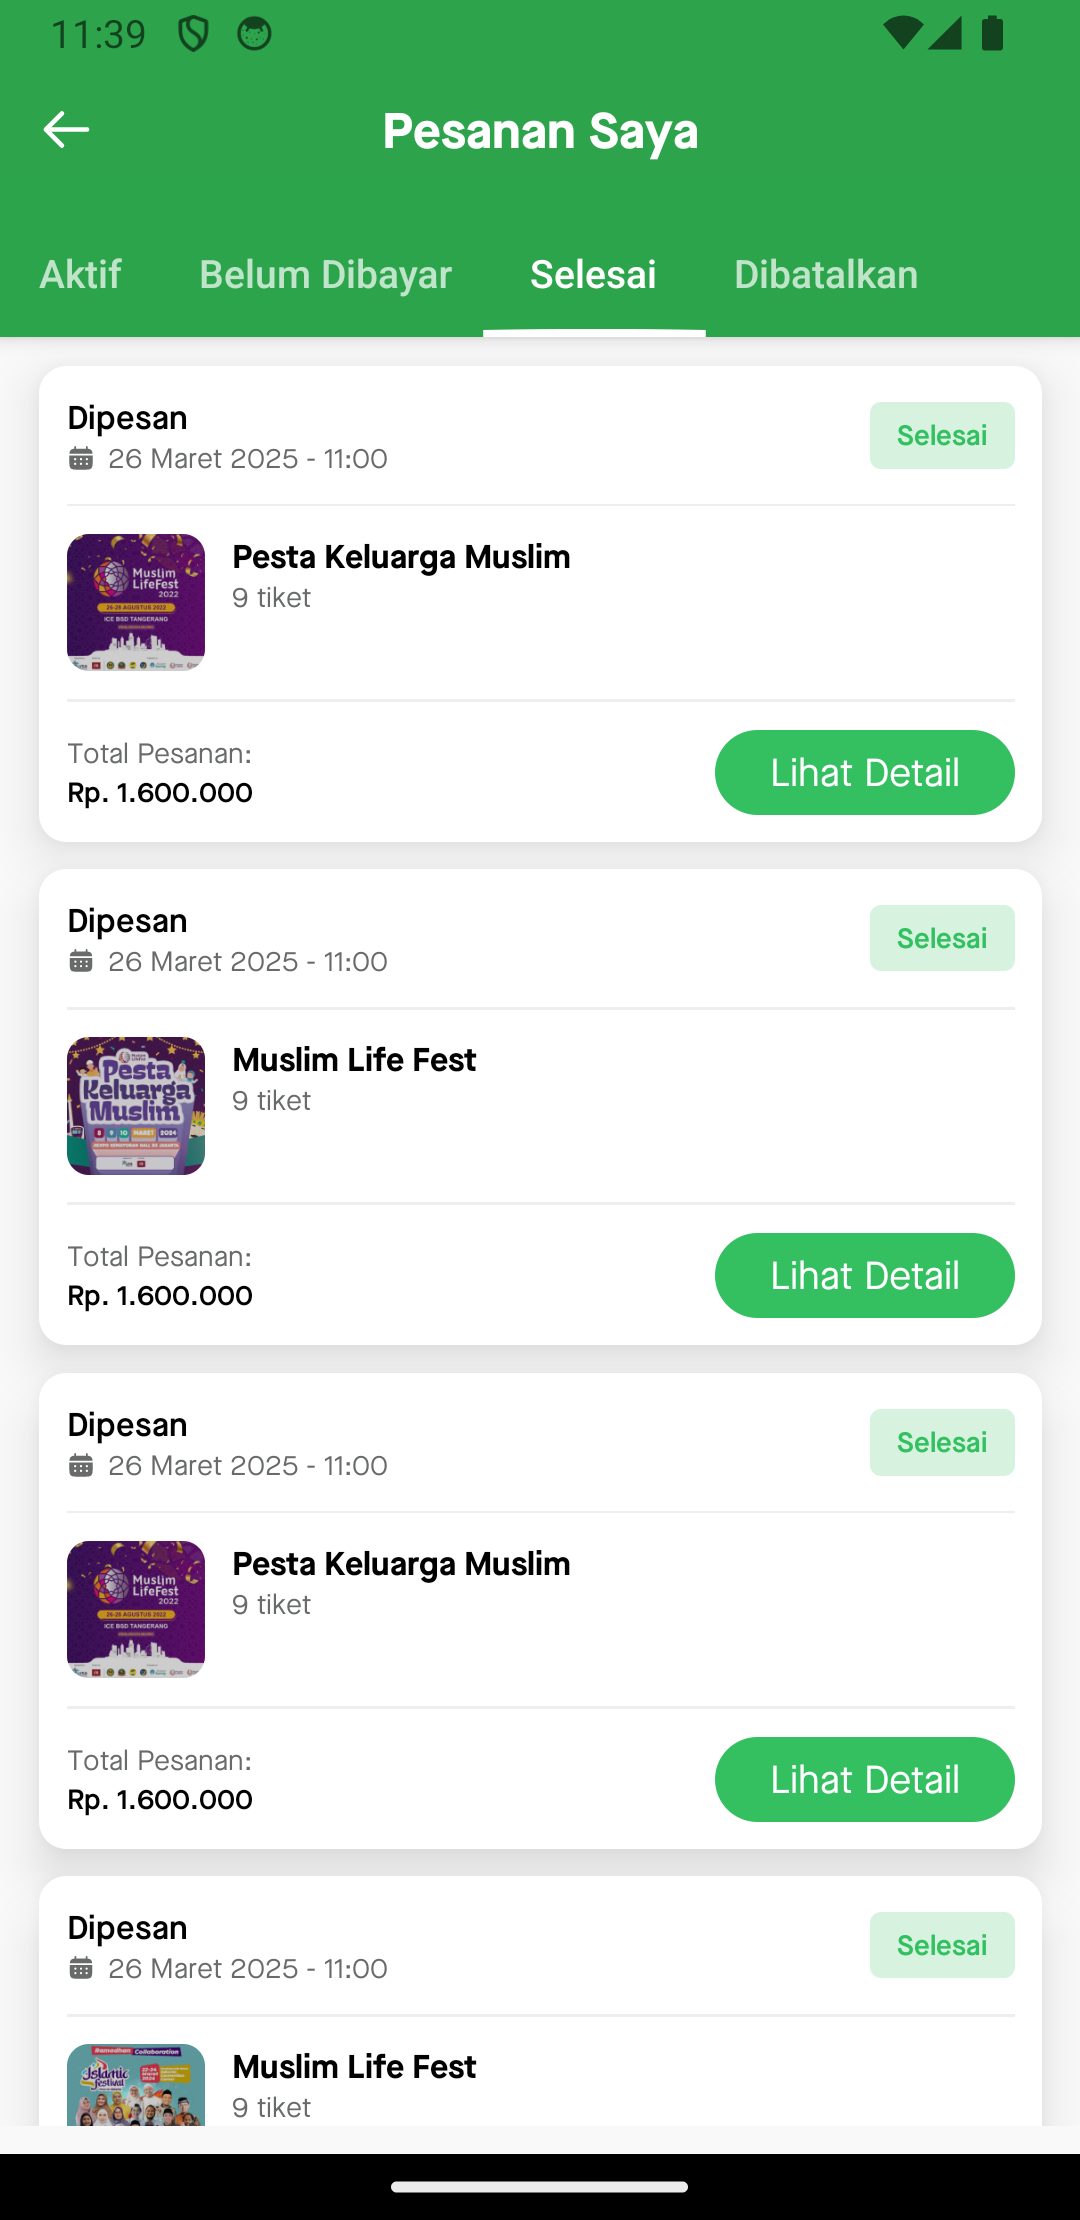 11:39
Pesanan Saya
Aktif
Belum Dibayar
Selesai
Dibatalkan
Dipesan
Selesai
26 Maret 2025 - 11:00
Muslim
LifeFest
2022
26-28 AGUSTUS 2022
ICE BSD TANGERANG
Pesta Keluarga Muslim
9 tiket
Total Pesanan:
Rp. 1.600.000
Lihat Detail
Dipesan
Selesai
26 Maret 2025 - 11:00
Pesta
Keluarga
Muslim
8 9 10 MARET 2024
Muslim Life Fest
9 tiket
Total Pesanan:
Rp. 1.600.000
Lihat Detail
Dipesan
Selesai
26 Maret 2025 - 11:00
Muslim
LifeFest
2022
26-28 AGUSTUS 2022
ICE BSD TANGERANG
Pesta Keluarga Muslim
9 tiket
Total Pesanan:
Rp. 1.600.000
Lihat Detail
Dipesan
Selesai
26 Maret 2025 - 11:00
Ramadhan Collaboration
Islamic
festival
Muslim Life Fest
9 tiket